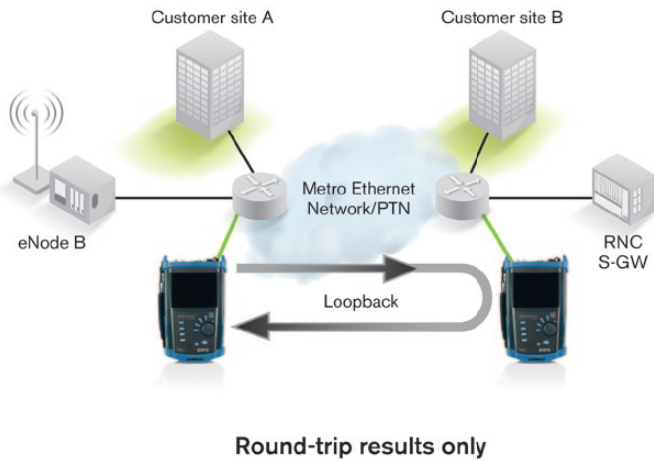 Customer site A
Customer site B
Metro Ethernet
Network/PTN
eNode B
RNC
S-GW
Loopback
Round-trip results only